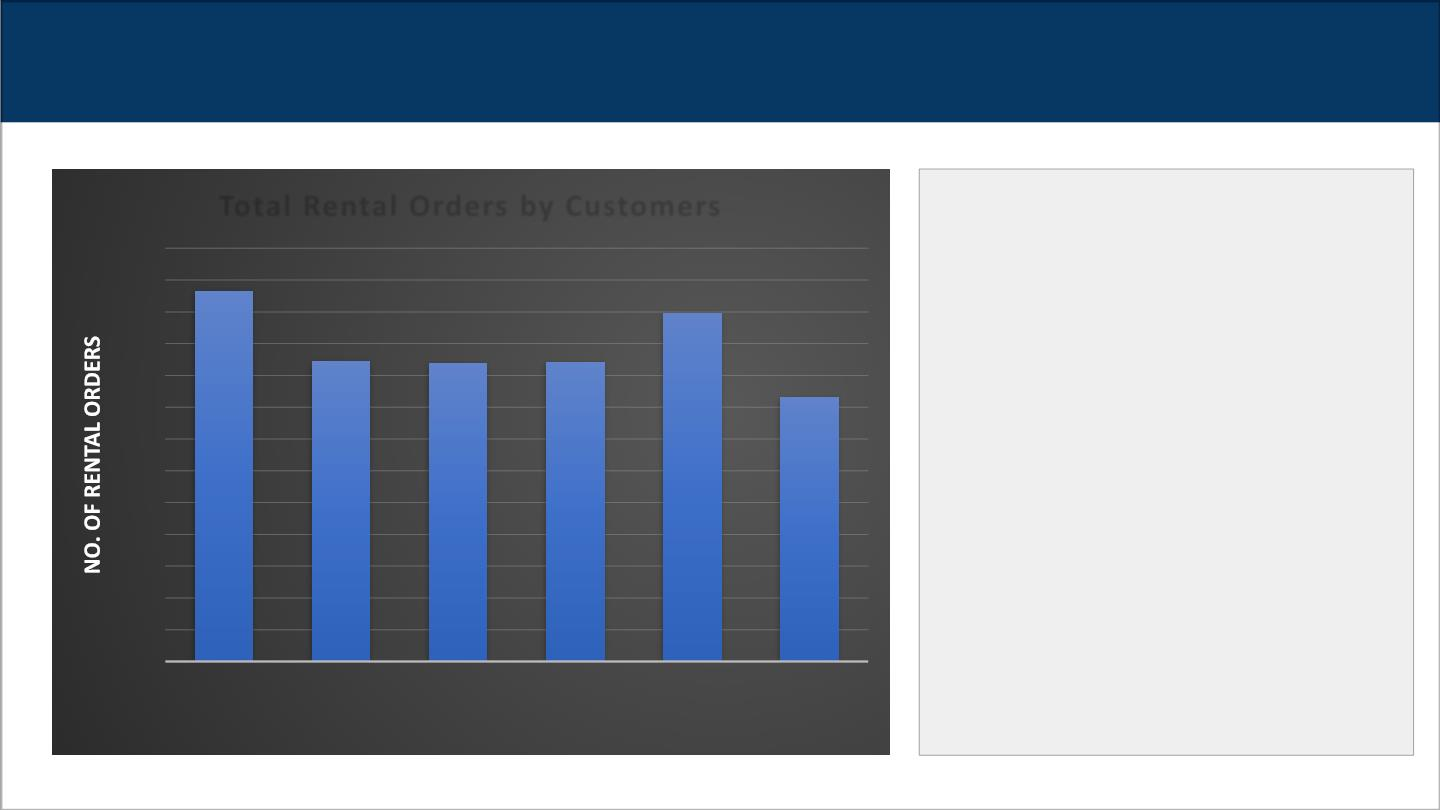 Total Rental Orders by Customers
NO. OF RENTAL ORDERS